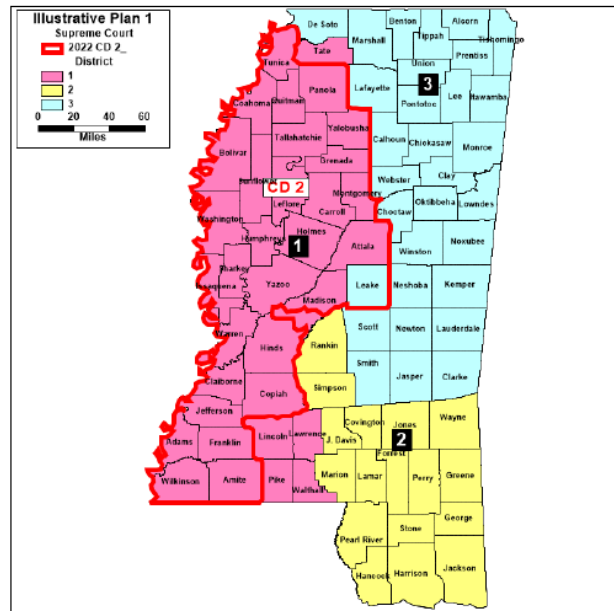 Illustrative Plan 1
Supreme Court
2022 CD 2_
District
1
2
3
0 20 40 60
Miles
De Soto
Benton
Alcorn
Tippah
Tishomingo
Marshall
Tate
Tunica
Prentiss
Union
3
Panola
Lafayette
Coahoma
Quitman
Pontotoc
Lee
Itawamba
Yalobusha
Tallahatchie
Calhoun
Chickasaw
Monroe
Bolivar
Grenada
Sunflower
Webster
Clay
CD 2
Montgomery
Leflore
Carroll
Choctaw
Oktibbeha
Lowndes
Washington
Holmes
Humphreys
1
Attala
Winston
Noxubee
Sharkey
Issaquena
Yazoo
Leake
Neshoba
Kemper
Madison
Warren
Scott
Newton
Lauderdale
Hinds
Rankin
Smith
Jasper
Clarke
Claiborne
Copiah
Simpson
Jefferson
Covington
Jones
Wayne
Adams
Franklin
Lincoln
Lawrence
J. Davis
2
Forrest
Wilkinson
Amite
Pike
Walthall
Marion
Lamar
Perry
Greene
Stone
George
Pearl River
Hancock
Harrison
Jackson